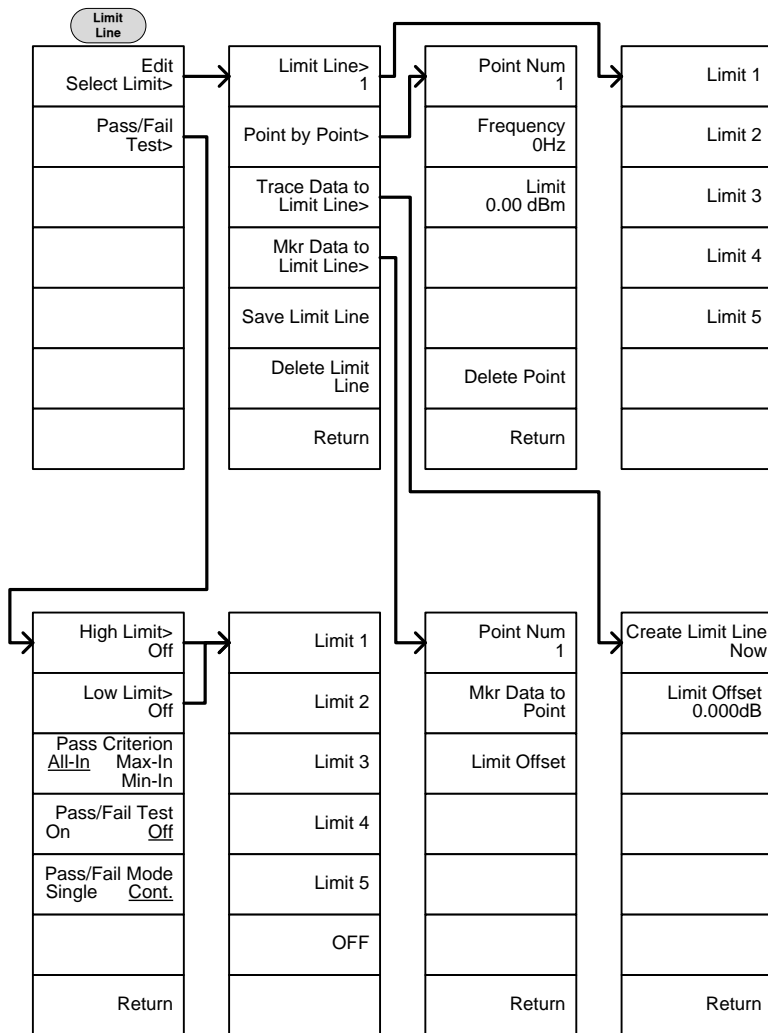 Limit
Line
Edit
Select Limit>
Pass/Fail
Test>
Limit Line>
1
Point by Point>
Trace Data to
Limit Line>
Mkr Data to
Limit Line>
Save Limit Line
Delete Limit
Line
Return
Point Num
1
Frequency
0Hz
Limit
0.00 dBm
Delete Point
Return
Limit 1
Limit 2
Limit 3
Limit 4
Limit 5
High Limit>
Off
Low Limit>
Off
Pass Criterion
All-In Max-In
Min-In
Pass/Fail Test
On Off
Pass/Fail Mode
Single Cont.
Return
Limit 1
Limit 2
Limit 3
Limit 4
Limit 5
OFF
Point Num
1
Mkr Data to
Point
Limit Offset
Return
Create Limit Line
Now
Limit Offset
0.000dB
Return